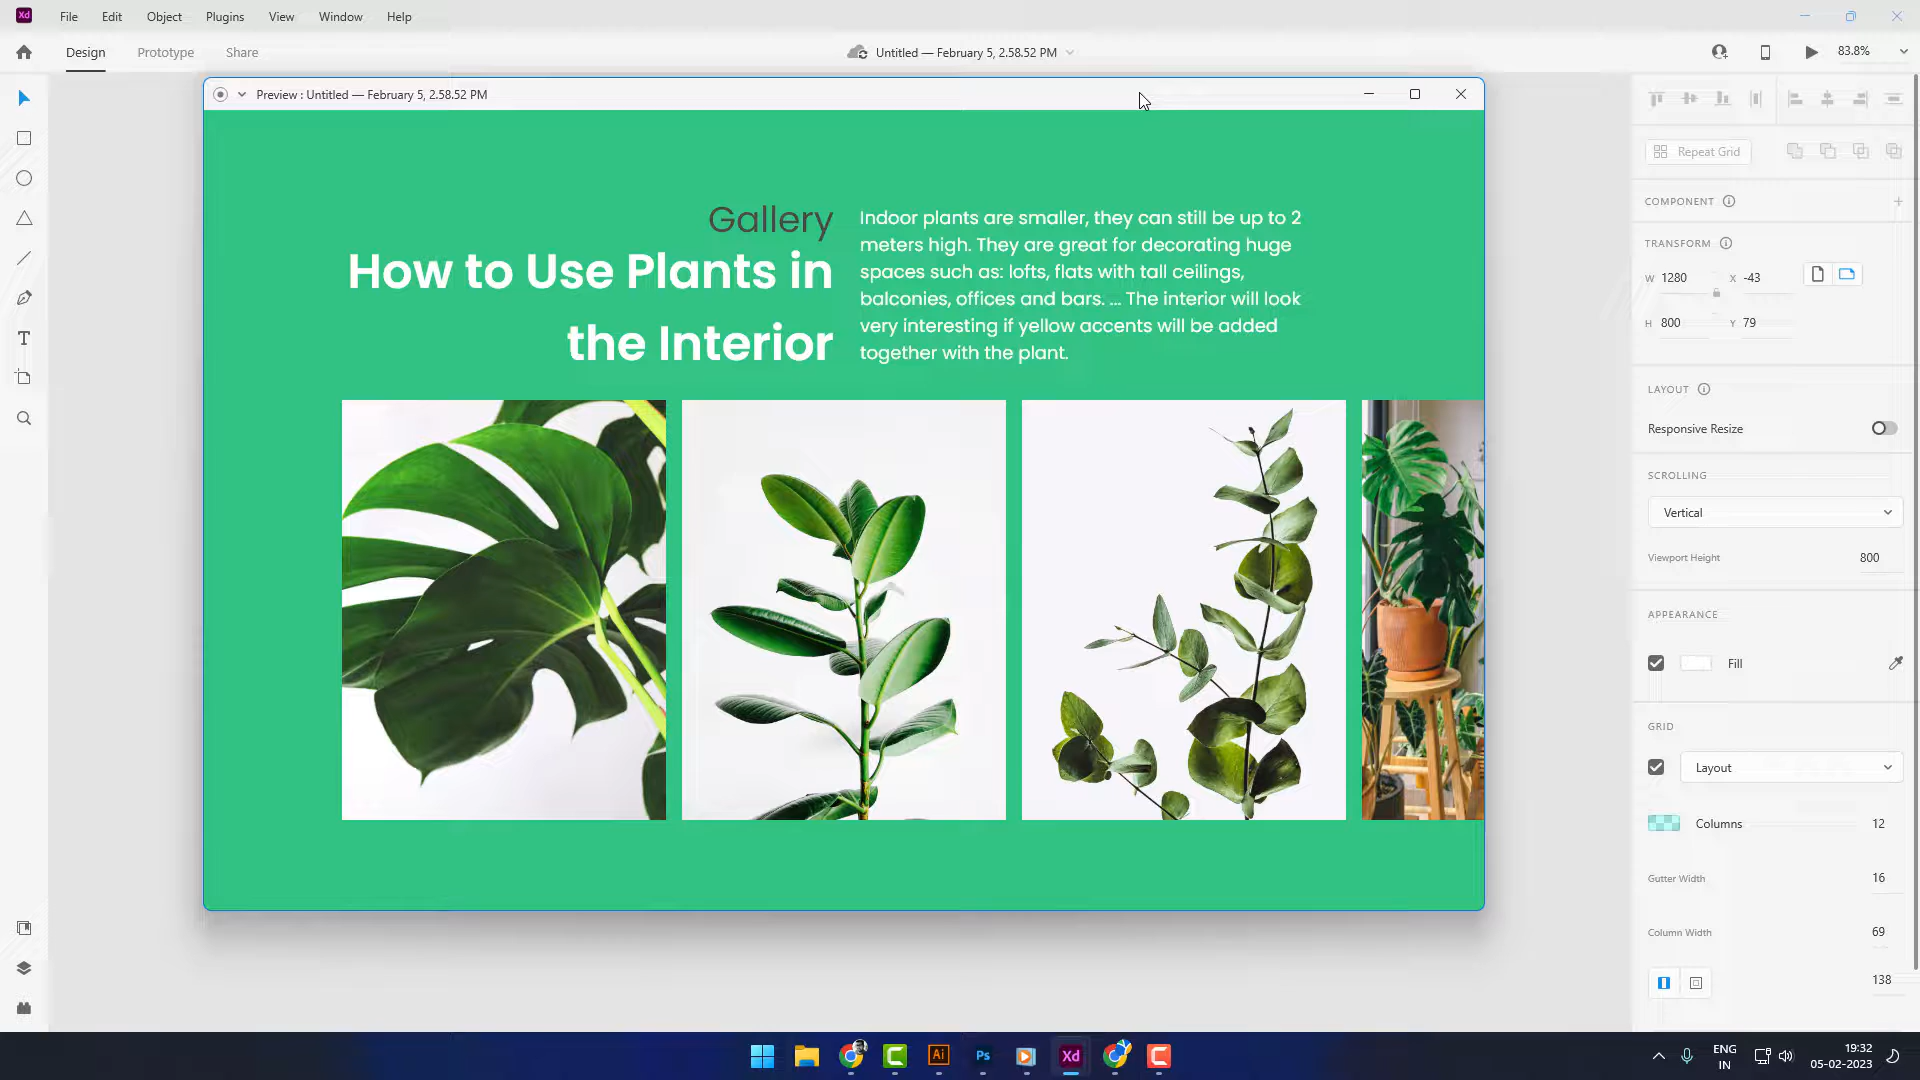 Xd File Edit Object Plugins View Window Help
Design Prototype Share Untitled — February 5, 2.58.52 PM 83.8%
Preview : Untitled — February 5, 2.58.52 PM
Gallery
How to Use Plants in
the Interior
Indoor plants are smaller, they can still be up to 2
meters high. They are great for decorating huge
spaces such as: lofts, flats with tall ceilings,
balconies, offices and bars. ... The interior will look
very interesting if yellow accents will be added
together with the plant.
Repeat Grid
COMPONENT
TRANSFORM
W 1280 X -43
H 800 Y 79
LAYOUT
Responsive Resize
SCROLLING
Vertical
Viewport Height 800
APPEARANCE
Fill
GRID
Layout
Columns 12
Gutter Width 16
Column Width 69
138
Ai Ps Xd
ENG
IN
19:32
05-02-2023